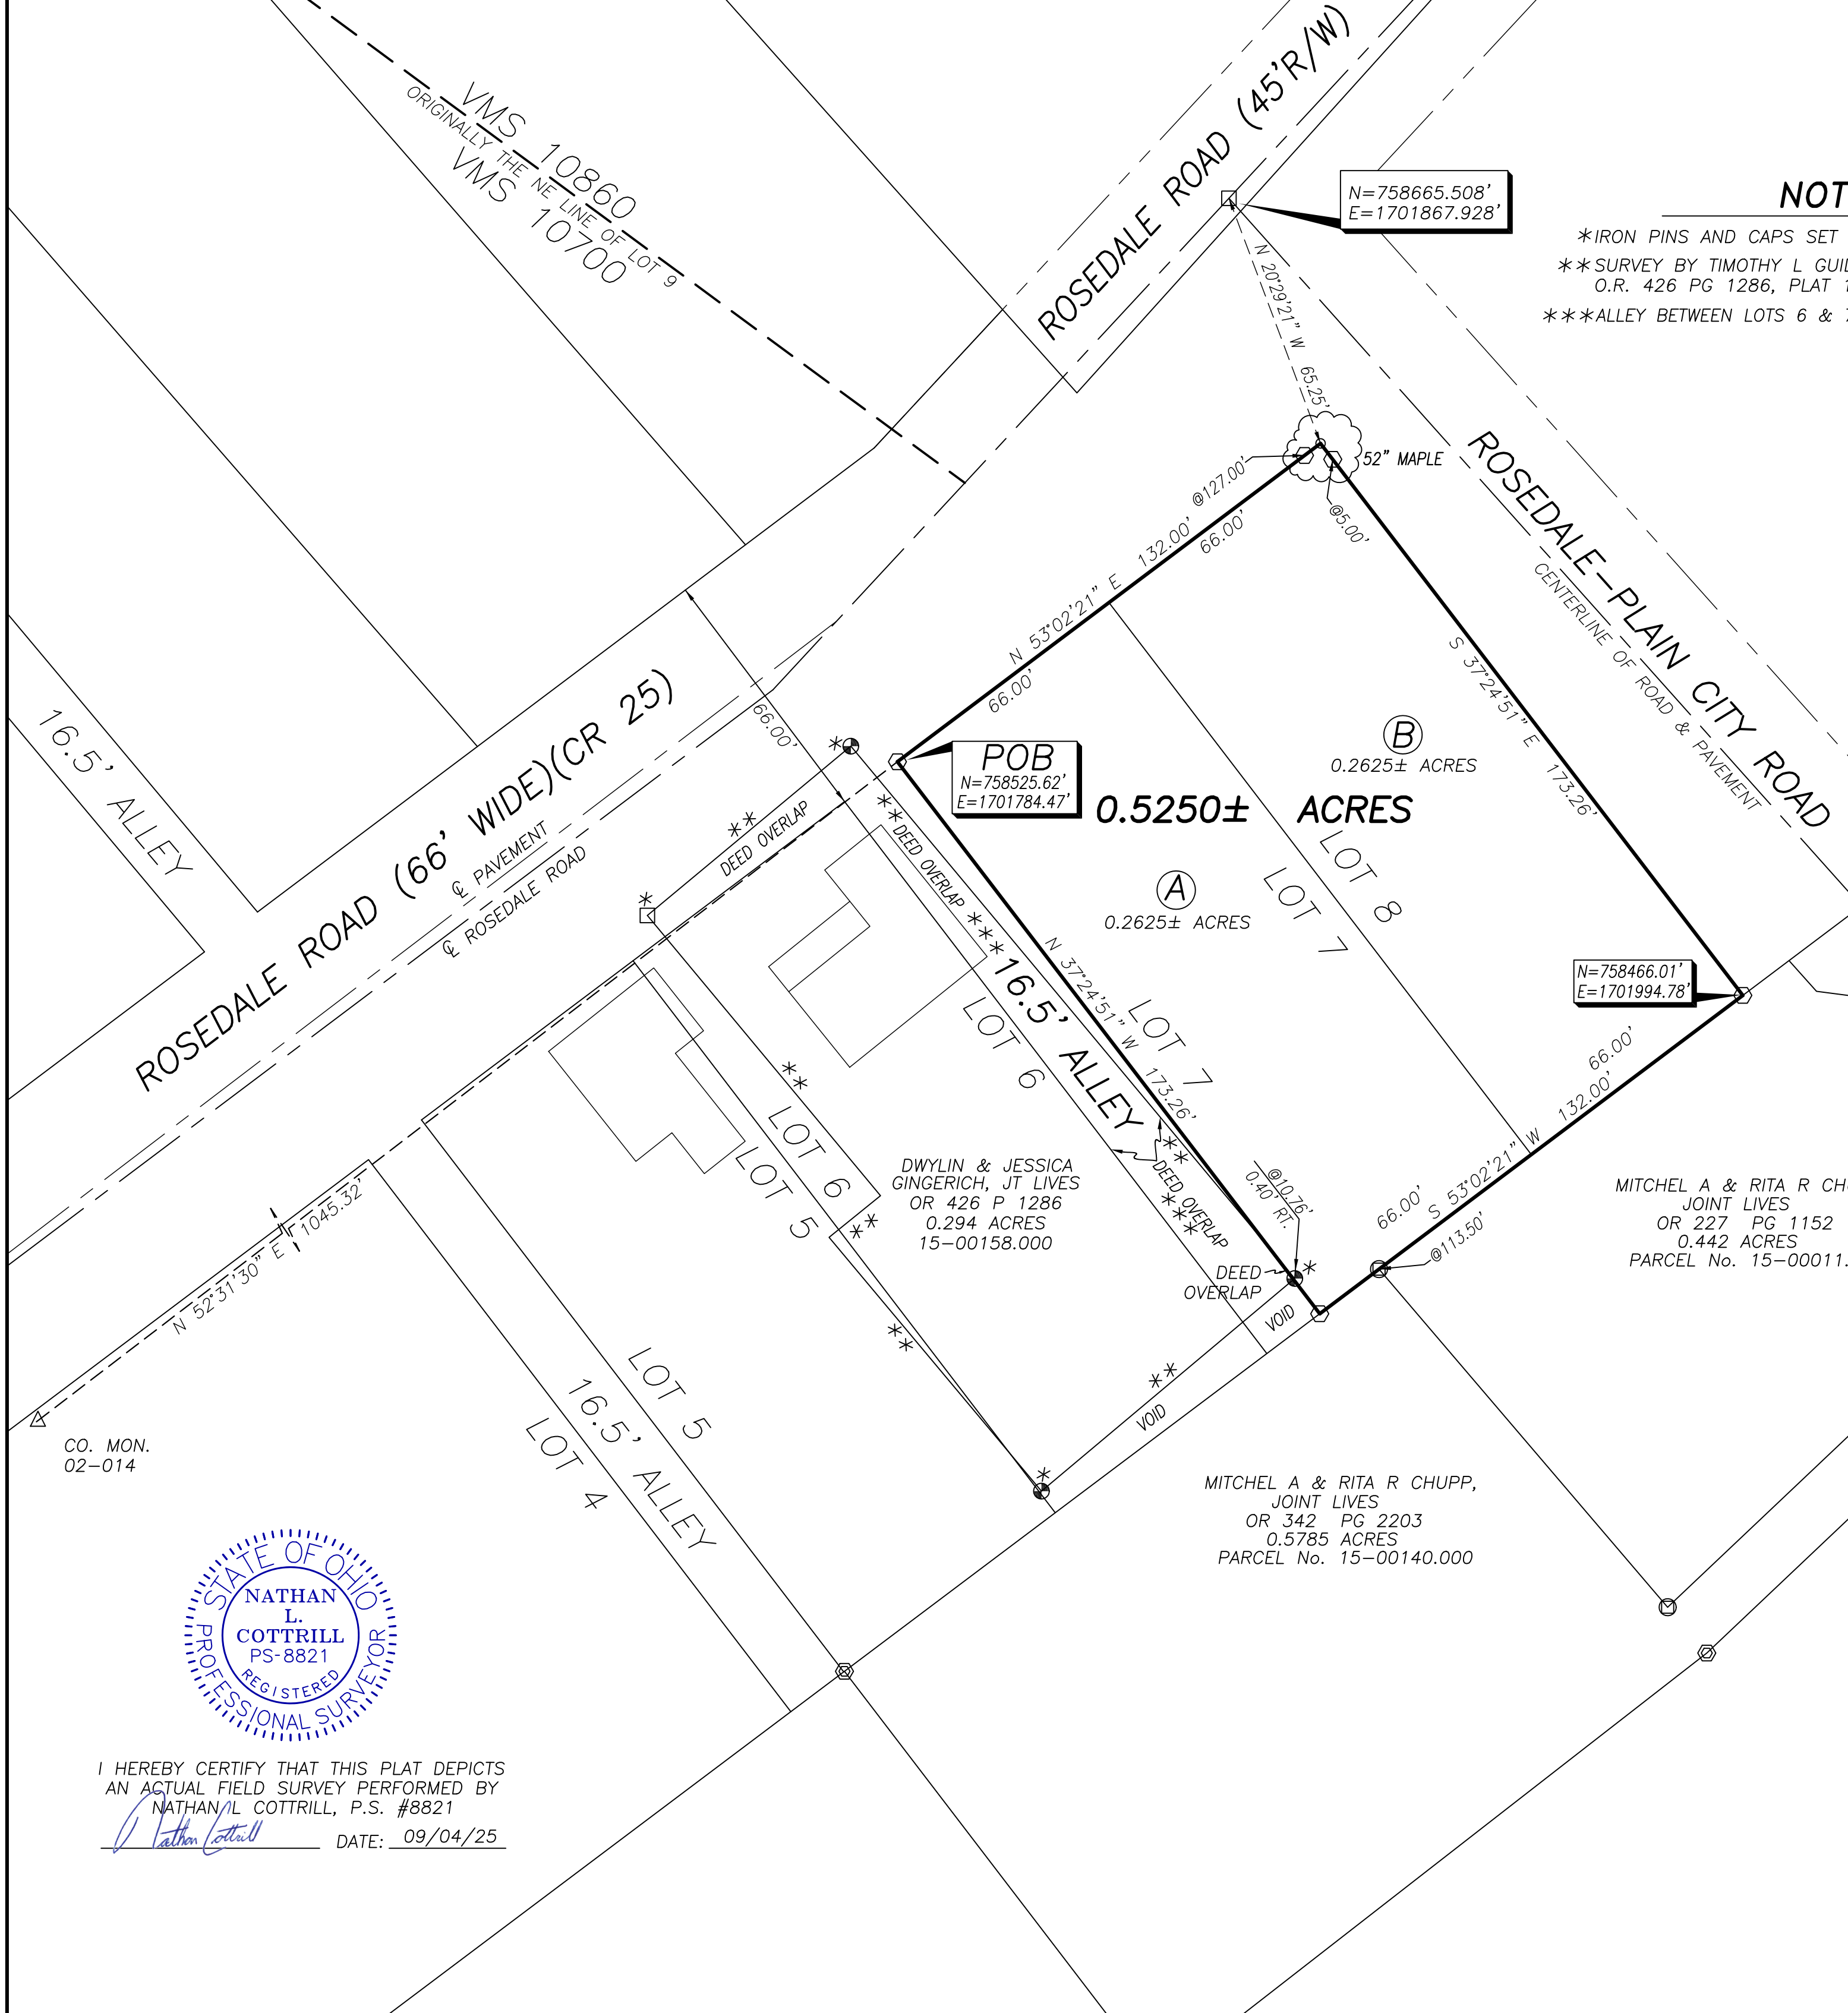 VMS 10860
ORIGINALLY THE NE LINE OF LOT 9
VMS 10700
ROSEDALE ROAD (45'R/W)
N=758665.508'
E=1701867.928'
NOT
*IRON PINS AND CAPS SET
**SURVEY BY TIMOTHY L GUIL
O.R. 426 PG 1286, PLAT 1
***ALLEY BETWEEN LOTS 6 & 7
N 20°29'21" W 65.25'
52" MAPLE
@127.00'
@5.00'
N 53°02'21" E 132.00'
66.00'
66.00'
ROSEDALE-PLAIN CITY ROAD
CENTERLINE OF ROAD & PAVEMENT
S 37°24'51" E 173.26'
16.5' ALLEY
ROSEDALE ROAD (66' WIDE)(CR 25)
℄ PAVEMENT
℄ ROSEDALE ROAD
66.00'
*
POB
N=758525.62'
E=1701784.47'
B
0.2625± ACRES
0.5250± ACRES
A
0.2625± ACRES
LOT 8
LOT 7
**
DEED OVERLAP
*
**DEED OVERLAP
***16.5' ALLEY
N 37°24'51" W 173.26'
LOT 7
LOT 6
N=758466.01'
E=1701994.78'
66.00'
132.00'
S 53°02'21" W
66.00'
@113.50'
**
LOT 6
LOT 5
**
**
DWYLIN & JESSICA
GINGERICH, JT LIVES
OR 426 P 1286
0.294 ACRES
15-00158.000
**
DEED OVERLAP
***
@10.76'
0.40' RT.
DEED
OVERLAP
*
VOID
**
VOID
*
MITCHEL A & RITA R CH
JOINT LIVES
OR 227 PG 1152
0.442 ACRES
PARCEL No. 15-00011.
N 52°31'30" E 1045.32'
CO. MON.
02-014
LOT 5
16.5' ALLEY
LOT 4
MITCHEL A & RITA R CHUPP,
JOINT LIVES
OR 342 PG 2203
0.5785 ACRES
PARCEL No. 15-00140.000
STATE OF OHIO
NATHAN
L.
COTTRILL
PS-8821
REGISTERED
PROFESSIONAL SURVEYOR
I HEREBY CERTIFY THAT THIS PLAT DEPICTS
AN ACTUAL FIELD SURVEY PERFORMED BY
NATHAN L COTTRILL, P.S. #8821
Nathan Cottrill DATE: 09/04/25